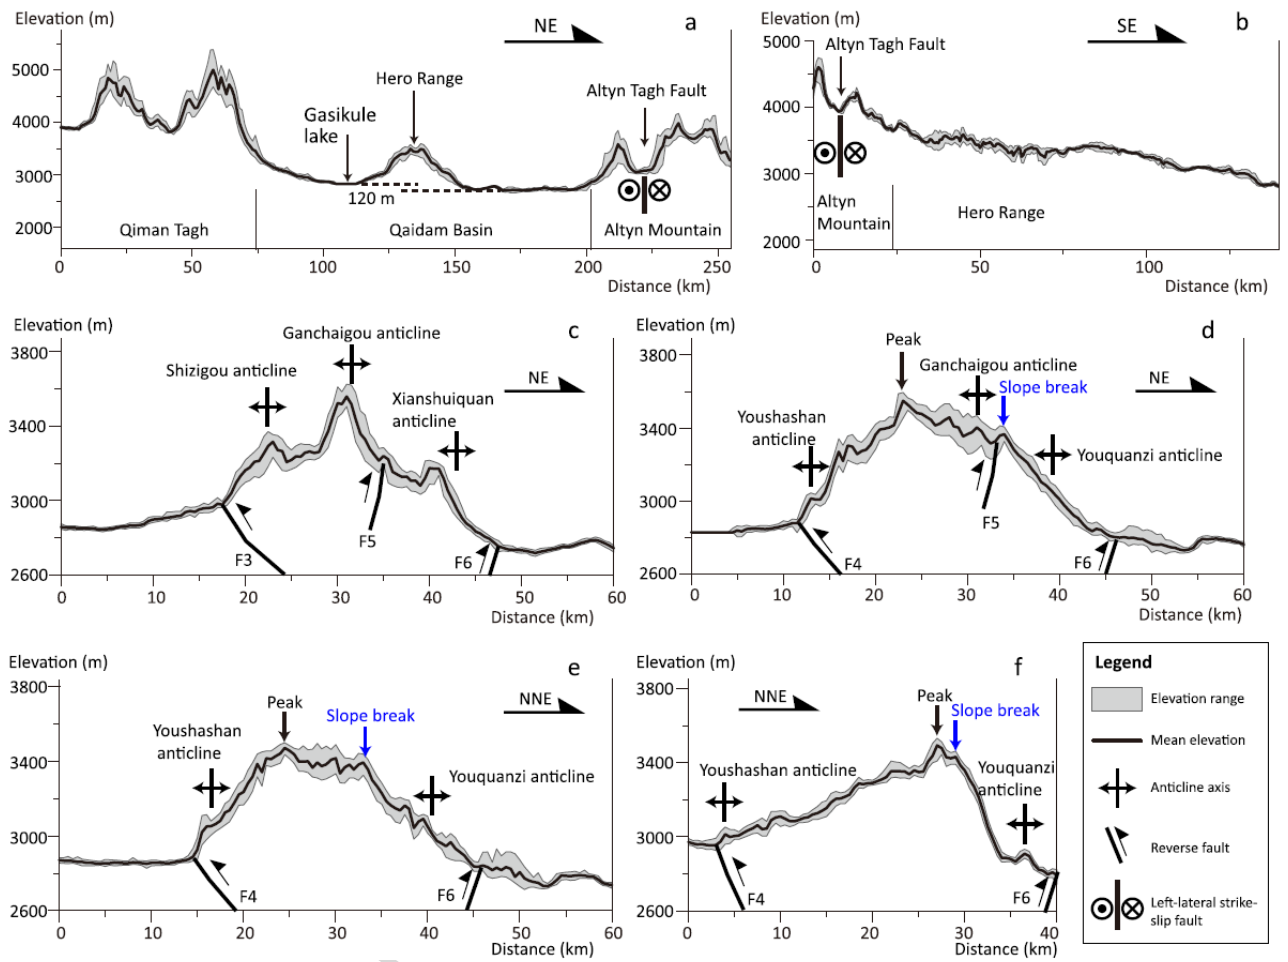 Elevation (m)
NE
a
5000
4000
3000
2000
Hero Range
Altyn Tagh Fault
Gasikule
lake
120 m
Qiman Tagh
Qaidam Basin
Altyn Mountain
0
50
100
150
200
250
Distance (km)
Elevation (m)
SE
b
5000
4000
3000
2000
Altyn Tagh Fault
Altyn
Mountain
Hero Range
0
50
100
Distance (km)
Elevation (m)
c
3800
3400
3000
2600
Ganchaigou anticline
Shizigou anticline
Xianshuiquan
anticline
NE
F3
F5
F6
0
10
20
30
40
50
60
Distance (km)
Elevation (m)
d
3800
3400
3000
2600
Peak
Ganchaigou anticline
Slope break
NE
Youshashan
anticline
Youquanzi anticline
F4
F5
F6
0
10
20
30
40
50
60
Distance (km)
Elevation (m)
e
3800
3400
3000
2600
Peak
NNE
Slope break
Youshashan
anticline
Youquanzi anticline
F4
F6
0
10
20
30
40
50
60
Distance (km)
Elevation (m)
f
3800
3400
3000
2600
NNE
Peak
Slope break
Youshashan anticline
Youquanzi
anticline
F4
F6
0
10
20
30
40
Distance (km)
Legend
Elevation range
Mean elevation
Anticline axis
Reverse fault
Left-lateral strike-
slip fault